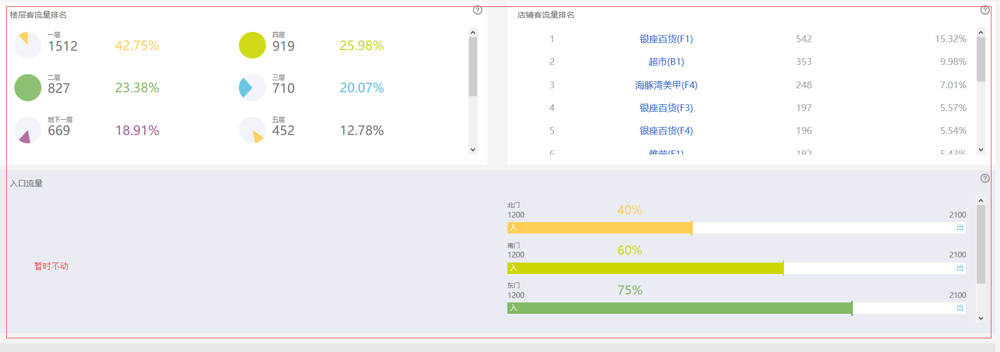 楼层客流量排名
一层
1512
42.75%
四层
919
25.98%
二层
827
23.38%
三层
710
20.07%
地下一层
669
18.91%
五层
452
12.78%
店铺客流量排名
1 银座百货(F1) 542 15.32%
2 超市(B1) 353 9.98%
3 海豚湾美甲(F4) 248 7.01%
4 银座百货(F3) 197 5.57%
5 银座百货(F4) 196 5.54%
6 雅莹(F1) 192 5.43%
入口流量
暂时不动
北门
1200 40% 2100
入 出
南门
1200 60% 2100
入 出
东门
1200 75% 2100
入 出